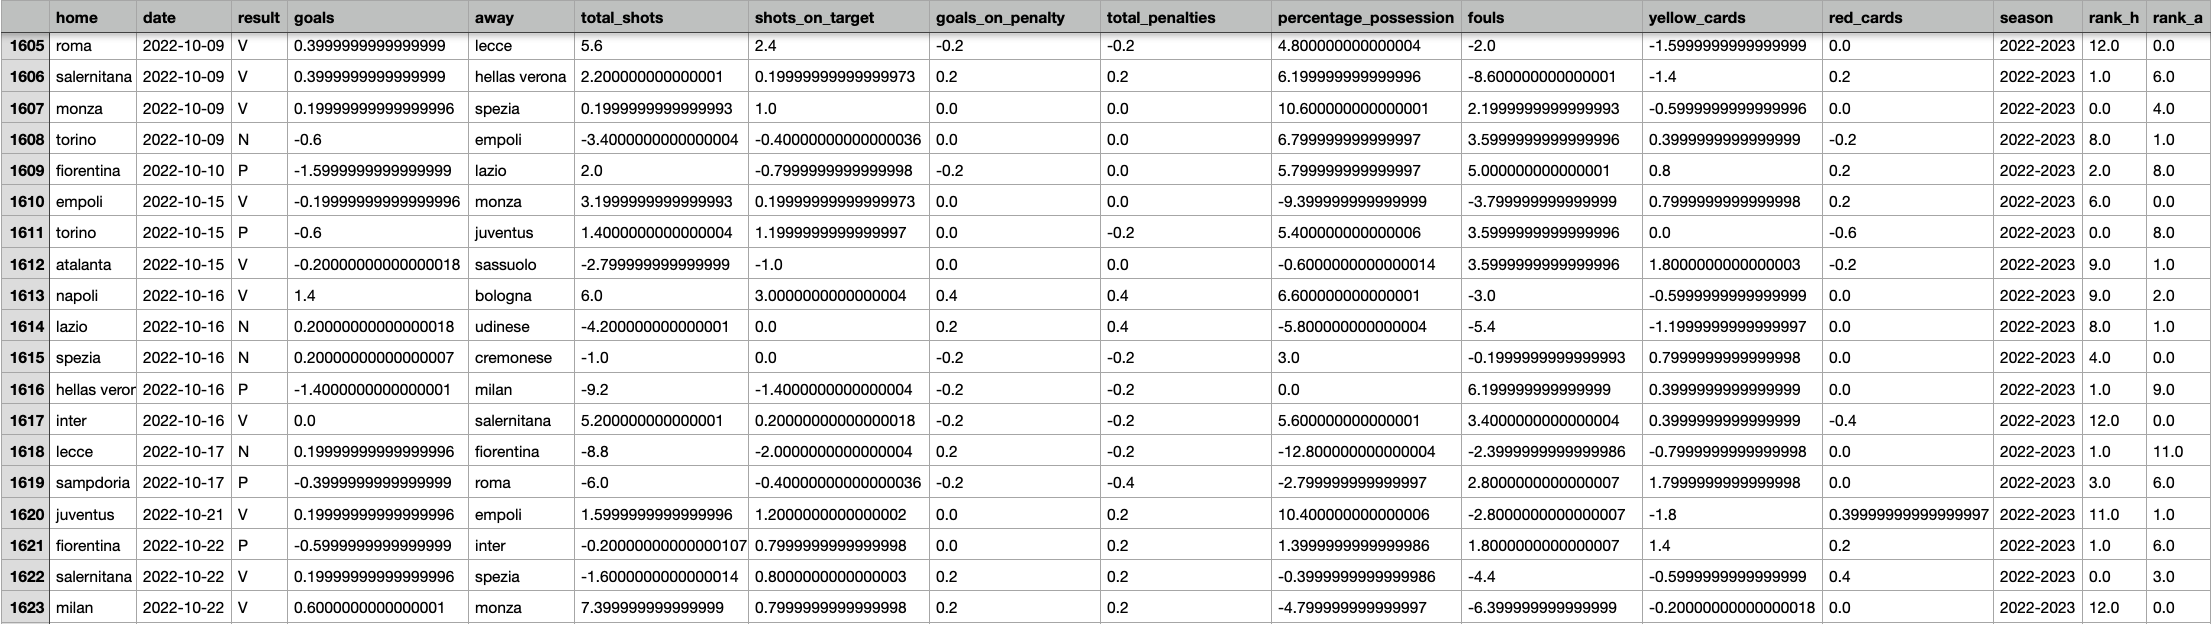 home date result goals away total_shots shots_on_target goals_on_penalty total_penalties percentage_possession fouls yellow_cards red_cards season rank_h rank_a
1605 roma 2022-10-09 V 0.3999999999999999 lecce 5.6 2.4 -0.2 -0.2 4.800000000000004 -2.0 -1.5999999999999999 0.0 2022-2023 12.0 0.0
1606 salernitana 2022-10-09 V 0.3999999999999999 hellas verona 2.200000000000001 0.19999999999999973 0.2 0.2 6.199999999999996 -8.600000000000001 -1.4 0.2 2022-2023 1.0 6.0
1607 monza 2022-10-09 V 0.19999999999999996 spezia 0.1999999999999993 1.0 0.0 0.0 10.600000000000001 2.1999999999999993 -0.5999999999999996 0.0 2022-2023 0.0 4.0
1608 torino 2022-10-09 N -0.6 empoli -3.4000000000000004 -0.40000000000000036 0.0 0.0 6.799999999999997 3.5999999999999996 0.3999999999999999 -0.2 2022-2023 8.0 1.0
1609 fiorentina 2022-10-10 P -1.5999999999999999 lazio 2.0 -0.7999999999999998 -0.2 0.0 5.799999999999997 5.000000000000001 0.8 0.2 2022-2023 2.0 8.0
1610 empoli 2022-10-15 V -0.19999999999999996 monza 3.1999999999999993 0.19999999999999973 0.0 0.0 -9.399999999999999 -3.799999999999999 0.7999999999999998 0.2 2022-2023 6.0 0.0
1611 torino 2022-10-15 P -0.6 juventus 1.4000000000000004 1.1999999999999997 0.0 -0.2 5.400000000000006 3.5999999999999996 0.0 -0.6 2022-2023 0.0 8.0
1612 atalanta 2022-10-15 V -0.20000000000000018 sassuolo -2.799999999999999 -1.0 0.0 0.0 -0.6000000000000014 3.5999999999999996 1.8000000000000003 -0.2 2022-2023 9.0 1.0
1613 napoli 2022-10-16 V 1.4 bologna 6.0 3.0000000000000004 0.4 0.4 6.600000000000001 -3.0 -0.5999999999999999 0.0 2022-2023 9.0 2.0
1614 lazio 2022-10-16 N 0.20000000000000018 udinese -4.200000000000001 0.0 0.2 0.4 -5.800000000000004 -5.4 -1.1999999999999997 0.0 2022-2023 8.0 1.0
1615 spezia 2022-10-16 N 0.20000000000000007 cremonese -1.0 0.0 -0.2 -0.2 3.0 -0.1999999999999993 0.7999999999999998 0.0 2022-2023 4.0 0.0
1616 hellas veror 2022-10-16 P -1.4000000000000001 milan -9.2 -1.4000000000000004 -0.2 -0.2 0.0 6.199999999999999 0.3999999999999999 0.0 2022-2023 1.0 9.0
1617 inter 2022-10-16 V 0.0 salernitana 5.200000000000001 0.20000000000000018 -0.2 -0.2 5.6000000000000001 3.4000000000000004 0.3999999999999999 -0.4 2022-2023 12.0 0.0
1618 lecce 2022-10-17 N 0.19999999999999996 fiorentina -8.8 -2.0000000000000004 0.2 -0.2 -12.800000000000004 -2.3999999999999986 -0.7999999999999998 0.0 2022-2023 1.0 11.0
1619 sampdoria 2022-10-17 P -0.3999999999999999 roma -6.0 -0.40000000000000036 -0.2 -0.4 -2.799999999999997 2.8000000000000007 1.7999999999999998 0.0 2022-2023 3.0 6.0
1620 juventus 2022-10-21 V 0.19999999999999996 empoli 1.5999999999999996 1.2000000000000002 0.0 0.2 10.400000000000006 -2.8000000000000007 -1.8 0.39999999999999997 2022-2023 11.0 1.0
1621 fiorentina 2022-10-22 P -0.5999999999999999 inter -0.20000000000000107 0.7999999999999998 0.0 0.2 1.3999999999999986 1.8000000000000007 1.4 0.2 2022-2023 1.0 6.0
1622 salernitana 2022-10-22 V 0.19999999999999996 spezia -1.6000000000000014 0.8000000000000003 0.2 0.2 -0.3999999999999986 -4.4 -0.5999999999999999 0.4 2022-2023 0.0 3.0
1623 milan 2022-10-22 V 0.6000000000000001 monza 7.399999999999999 0.7999999999999998 0.2 0.2 -4.799999999999997 -6.399999999999999 -0.20000000000000018 0.0 2022-2023 12.0 0.0